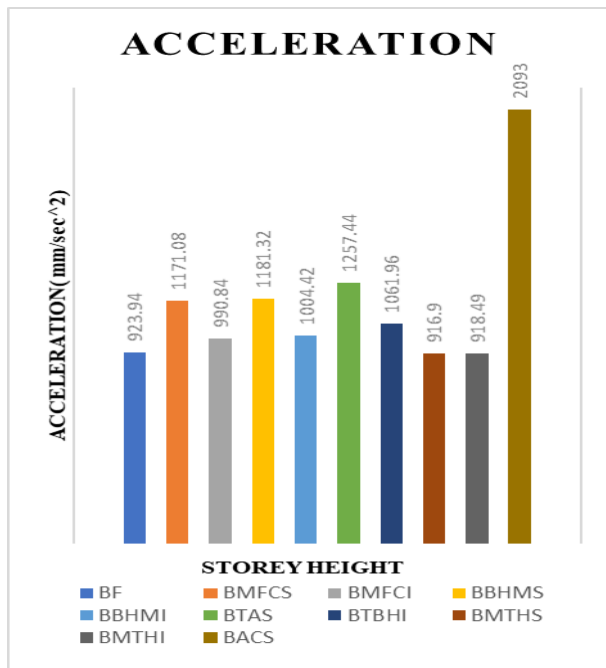 ACCELERATION
ACCELERATION( mm/sec^2)
923.94
1171.08
990.84
1181.32
1004.42
1257.44
1061.96
916.9
918.49
2093
STOREY HEIGHT
BF BMFCS BMFCI BBHMS
BBHMI BTAS BTBHI BMTHS
BMTHI BACS